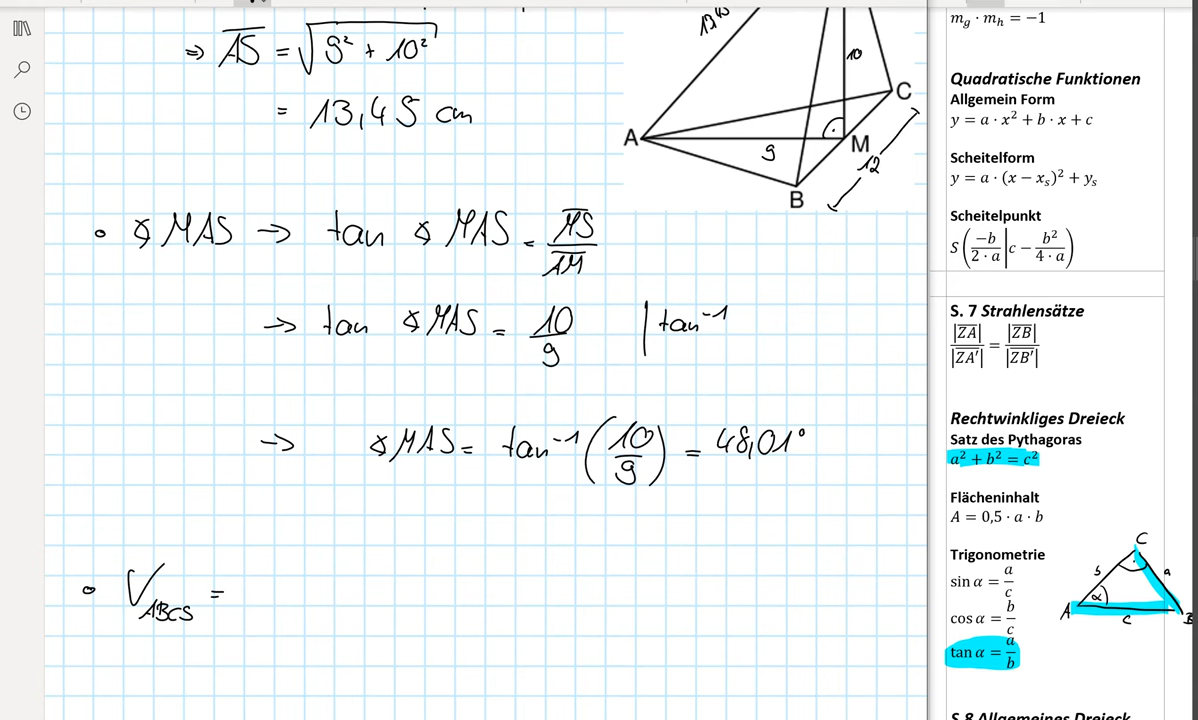 ⇒ AS = √9² + 10²
= 13,45 cm
10
C
A
9
M
12
B
• ∢ MAS → tan ∢ MAS = MS/AM
→ tan ∢ MAS = 10/9 | tan⁻¹
→ ∢ MAS = tan⁻¹(10/9) = 48,01°
• V_ABCS =
m_g · m_h = −1
Quadratische Funktionen
Allgemein Form
y = a · x² + b · x + c
Scheitelform
y = a · (x − x_s)² + y_s
Scheitelpunkt
S(−b/2 · a | c − b²/4 · a)
S. 7 Strahlensätze
|ZA|/|ZA'| = |ZB|/|ZB'|
Rechtwinkliges Dreieck
Satz des Pythagoras
a² + b² = c²
Flächeninhalt
A = 0,5 · a · b
Trigonometrie
sin α = a/c
cos α = b/c
tan α = a/b
C
b
a
α
A
c
B
S. 8 Allgemeines Dreieck